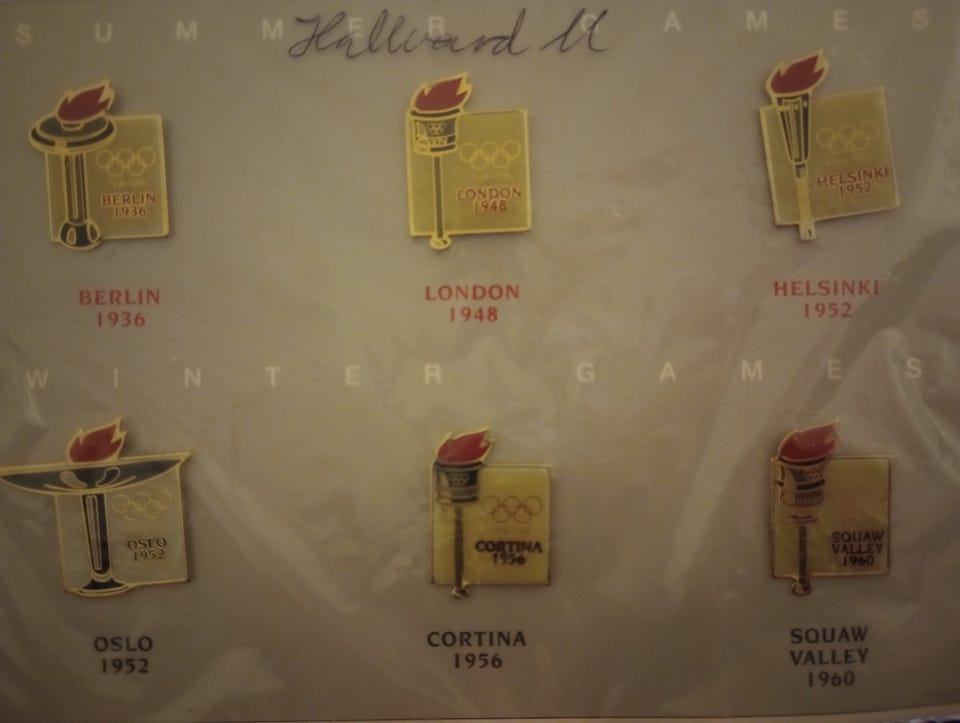 SUMMER GAMES
Hallvard M
BERLIN
1936
LONDON
1948
HELSINKI
1952
BERLIN
1936
LONDON
1948
HELSINKI
1952
WINTER GAMES
OSLO
1952
CORTINA
1956
SQUAW
VALLEY
1960
OSLO
1952
CORTINA
1956
SQUAW
VALLEY
1960